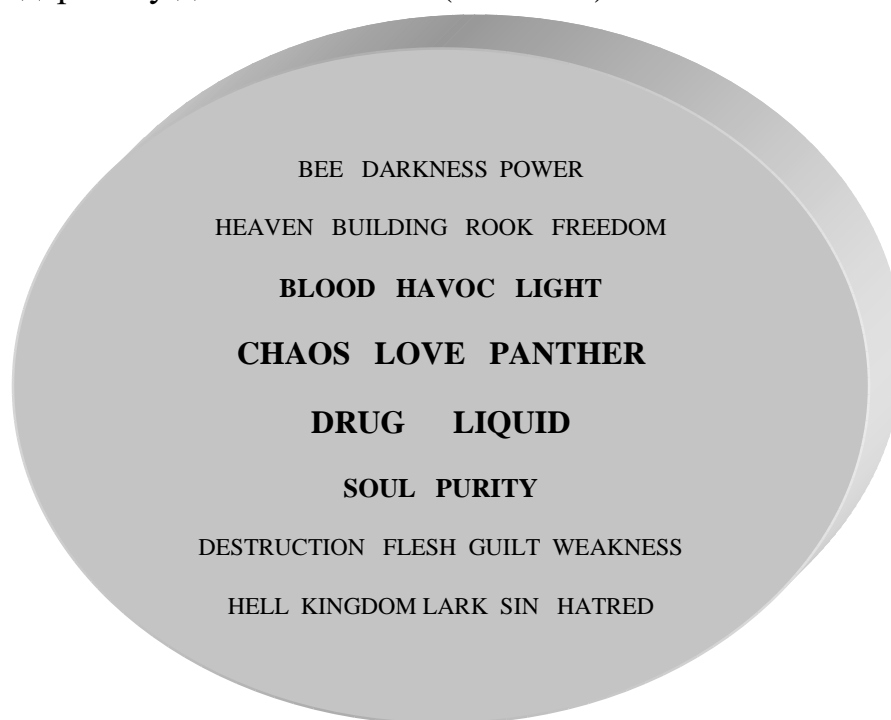 BEE DARKNESS POWER
HEAVEN BUILDING ROOK FREEDOM
BLOOD HAVOC LIGHT
CHAOS LOVE PANTHER
DRUG LIQUID
SOUL PURITY
DESTRUCTION FLESH GUILT WEAKNESS
HELL KINGDOM LARK SIN HATRED